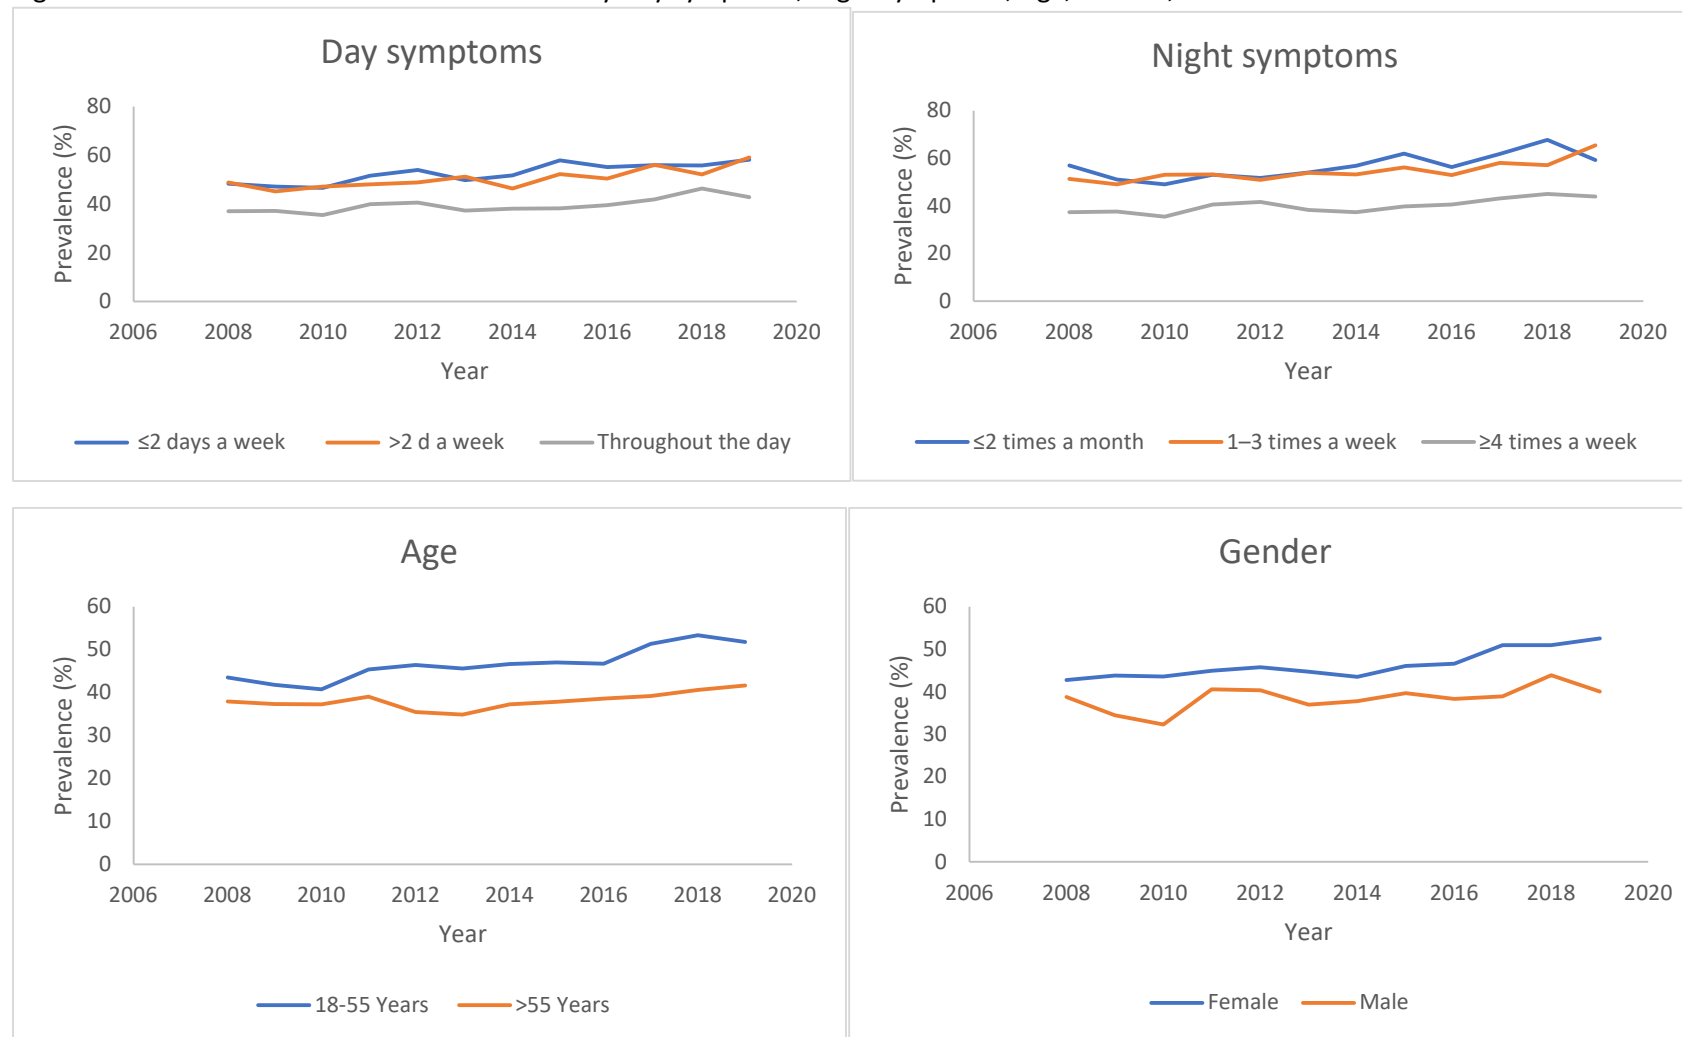 Day symptoms
80
60
40
20
0
Prevalence (%)
2006 2008 2010 2012 2014 2016 2018 2020
Year
≤2 days a week >2 d a week Throughout the day
Night symptoms
80
60
40
20
0
Prevalence (%)
2006 2008 2010 2012 2014 2016 2018 2020
Year
≤2 times a month 1–3 times a week ≥4 times a week
Age
60
50
40
30
20
10
0
Prevalence (%)
2006 2008 2010 2012 2014 2016 2018 2020
Year
18-55 Years >55 Years
Gender
60
50
40
30
20
10
0
Prevalence (%)
2006 2008 2010 2012 2014 2016 2018 2020
Year
Female Male